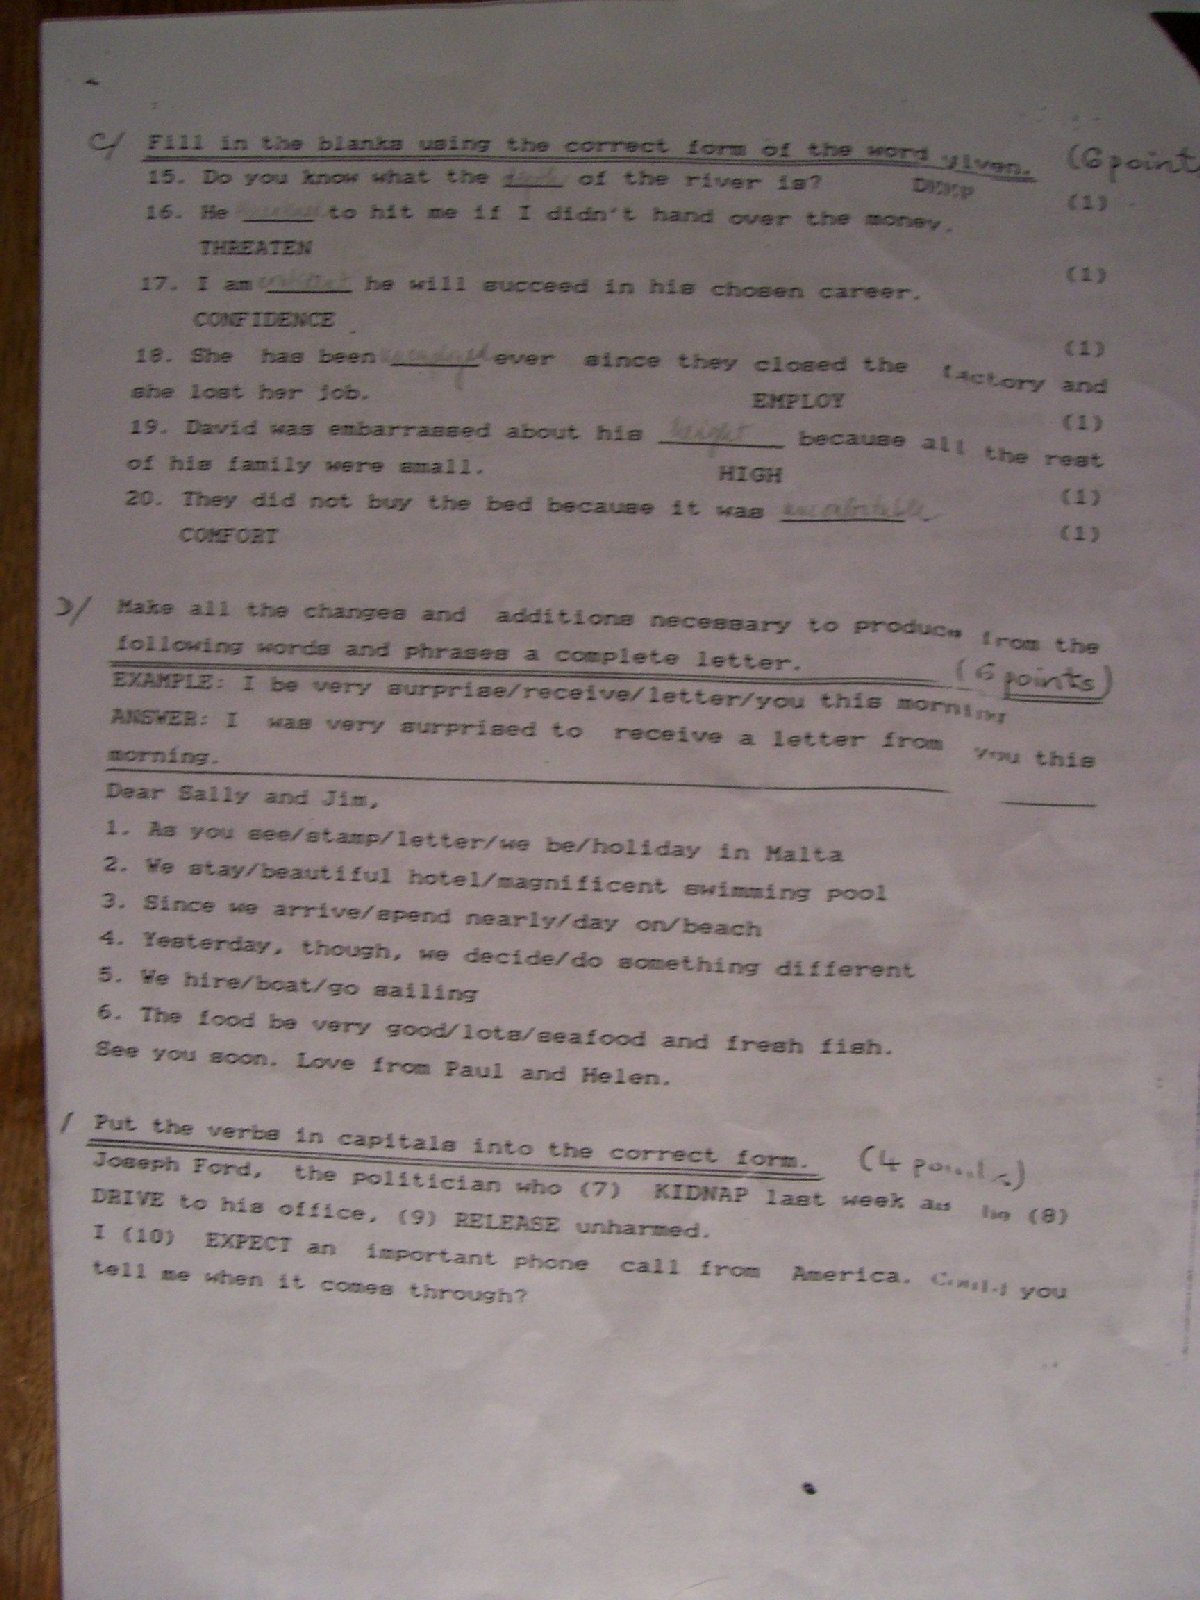 C/ Fill in the blanks using the correct form of the word given. (6 point
15. Do you know what the depth of the river is? DEEP (1)
16. He to hit me if I didn't hand over the money.
THREATEN (1)
17. I am confident he will succeed in his chosen career.
CONFIDENCE (1)
18. She has been unemployed ever since they closed the factory and
she lost her job. EMPLOY (1)
19. David was embarrassed about his height because all the rest
of his family were small. HIGH (1)
20. They did not buy the bed because it was
COMFORT (1)
D/ Make all the changes and additions necessary to produce from the
following words and phrases a complete letter. (6 points)
EXAMPLE: I be very surprise/receive/letter/you this morning
ANSWER: I was very surprised to receive a letter from you this
morning.
Dear Sally and Jim,
1. As you see/stamp/letter/we be/holiday in Malta
2. We stay/beautiful hotel/magnificent swimming pool
3. Since we arrive/spend nearly/day on/beach
4. Yesterday, though, we decide/do something different
5. We hire/boat/go sailing
6. The food be very good/lots/seafood and fresh fish.
See you soon. Love from Paul and Helen.
/ Put the verbs in capitals into the correct form. (4 points)
Joseph Ford, the politician who (7) KIDNAP last week as he (8)
DRIVE to his office, (9) RELEASE unharmed.
I (10) EXPECT an important phone call from America. Could you
tell me when it comes through?